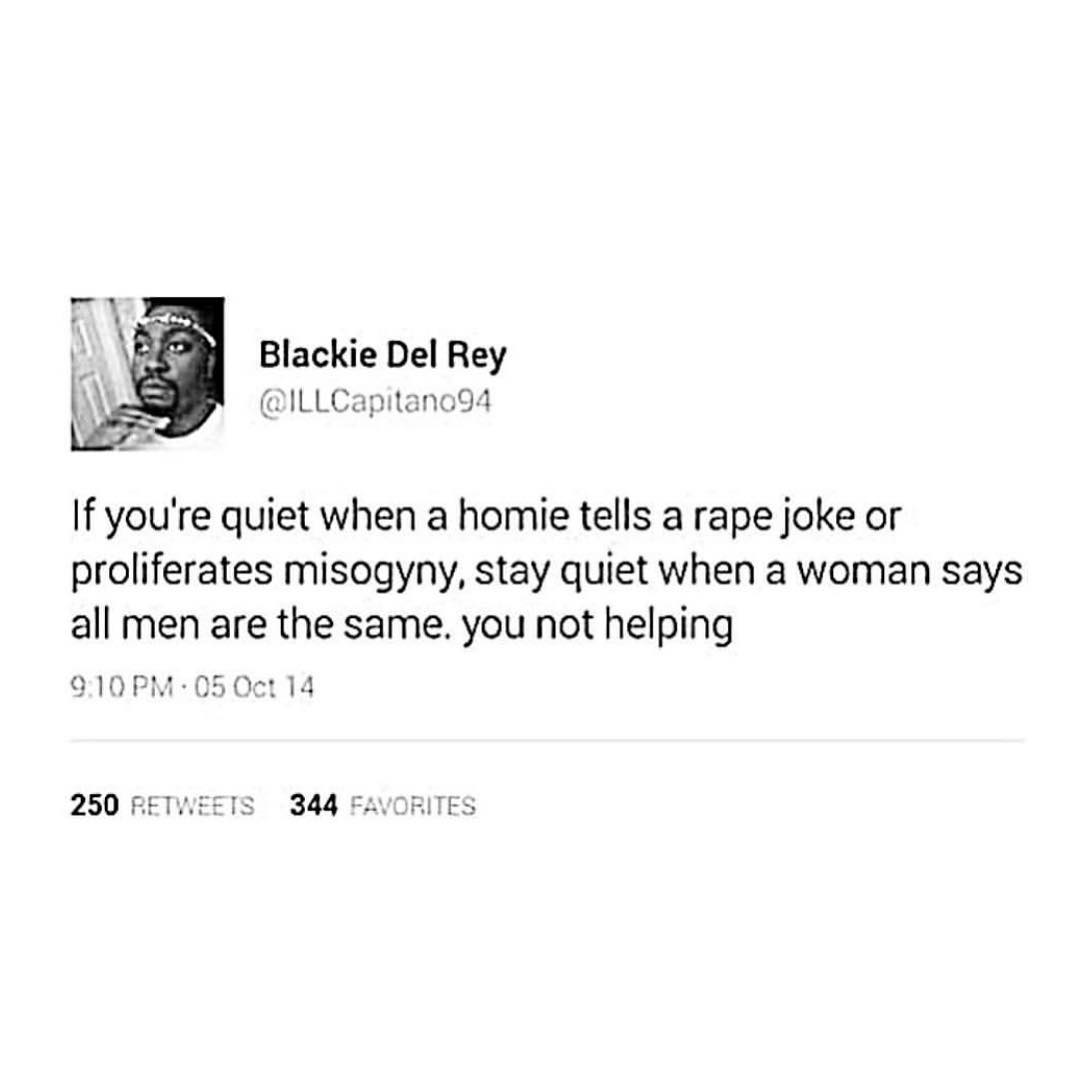 Blackie Del Rey
@ILLCapitano94
If you're quiet when a homie tells a rape joke or
proliferates misogyny, stay quiet when a woman says
all men are the same. you not helping
9:10 PM · 05 Oct 14
250 RETWEETS 344 FAVORITES